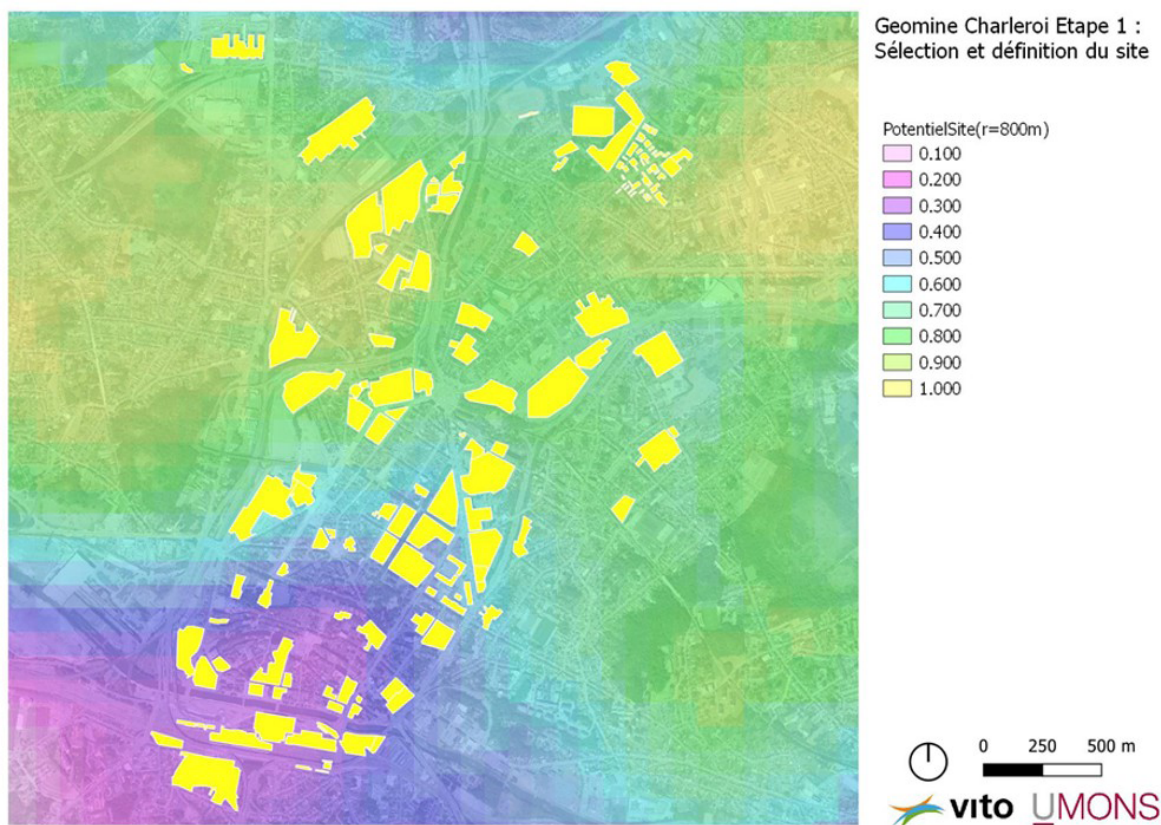 Geomine Charleroi Etape 1 :
Sélection et définition du site
PotentielSite(r=800m)
0.100
0.200
0.300
0.400
0.500
0.600
0.700
0.800
0.900
1.000
0 250 500 m
vito UMONS